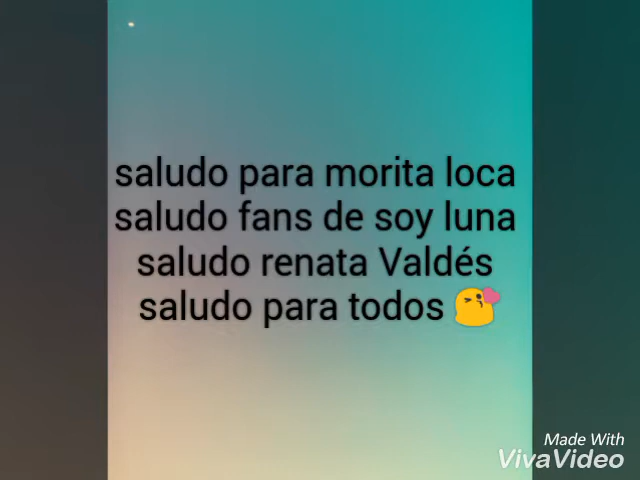 saludo para morita loca
saludo fans de soy luna
saludo renata Valdés
saludo para todos 😘
Made With
VivaVideo